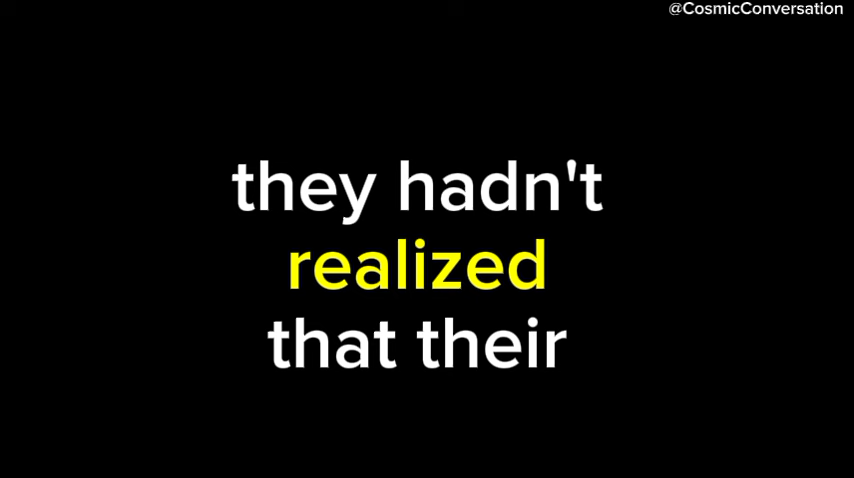 @CosmicConversation
they hadn't
realized
that their